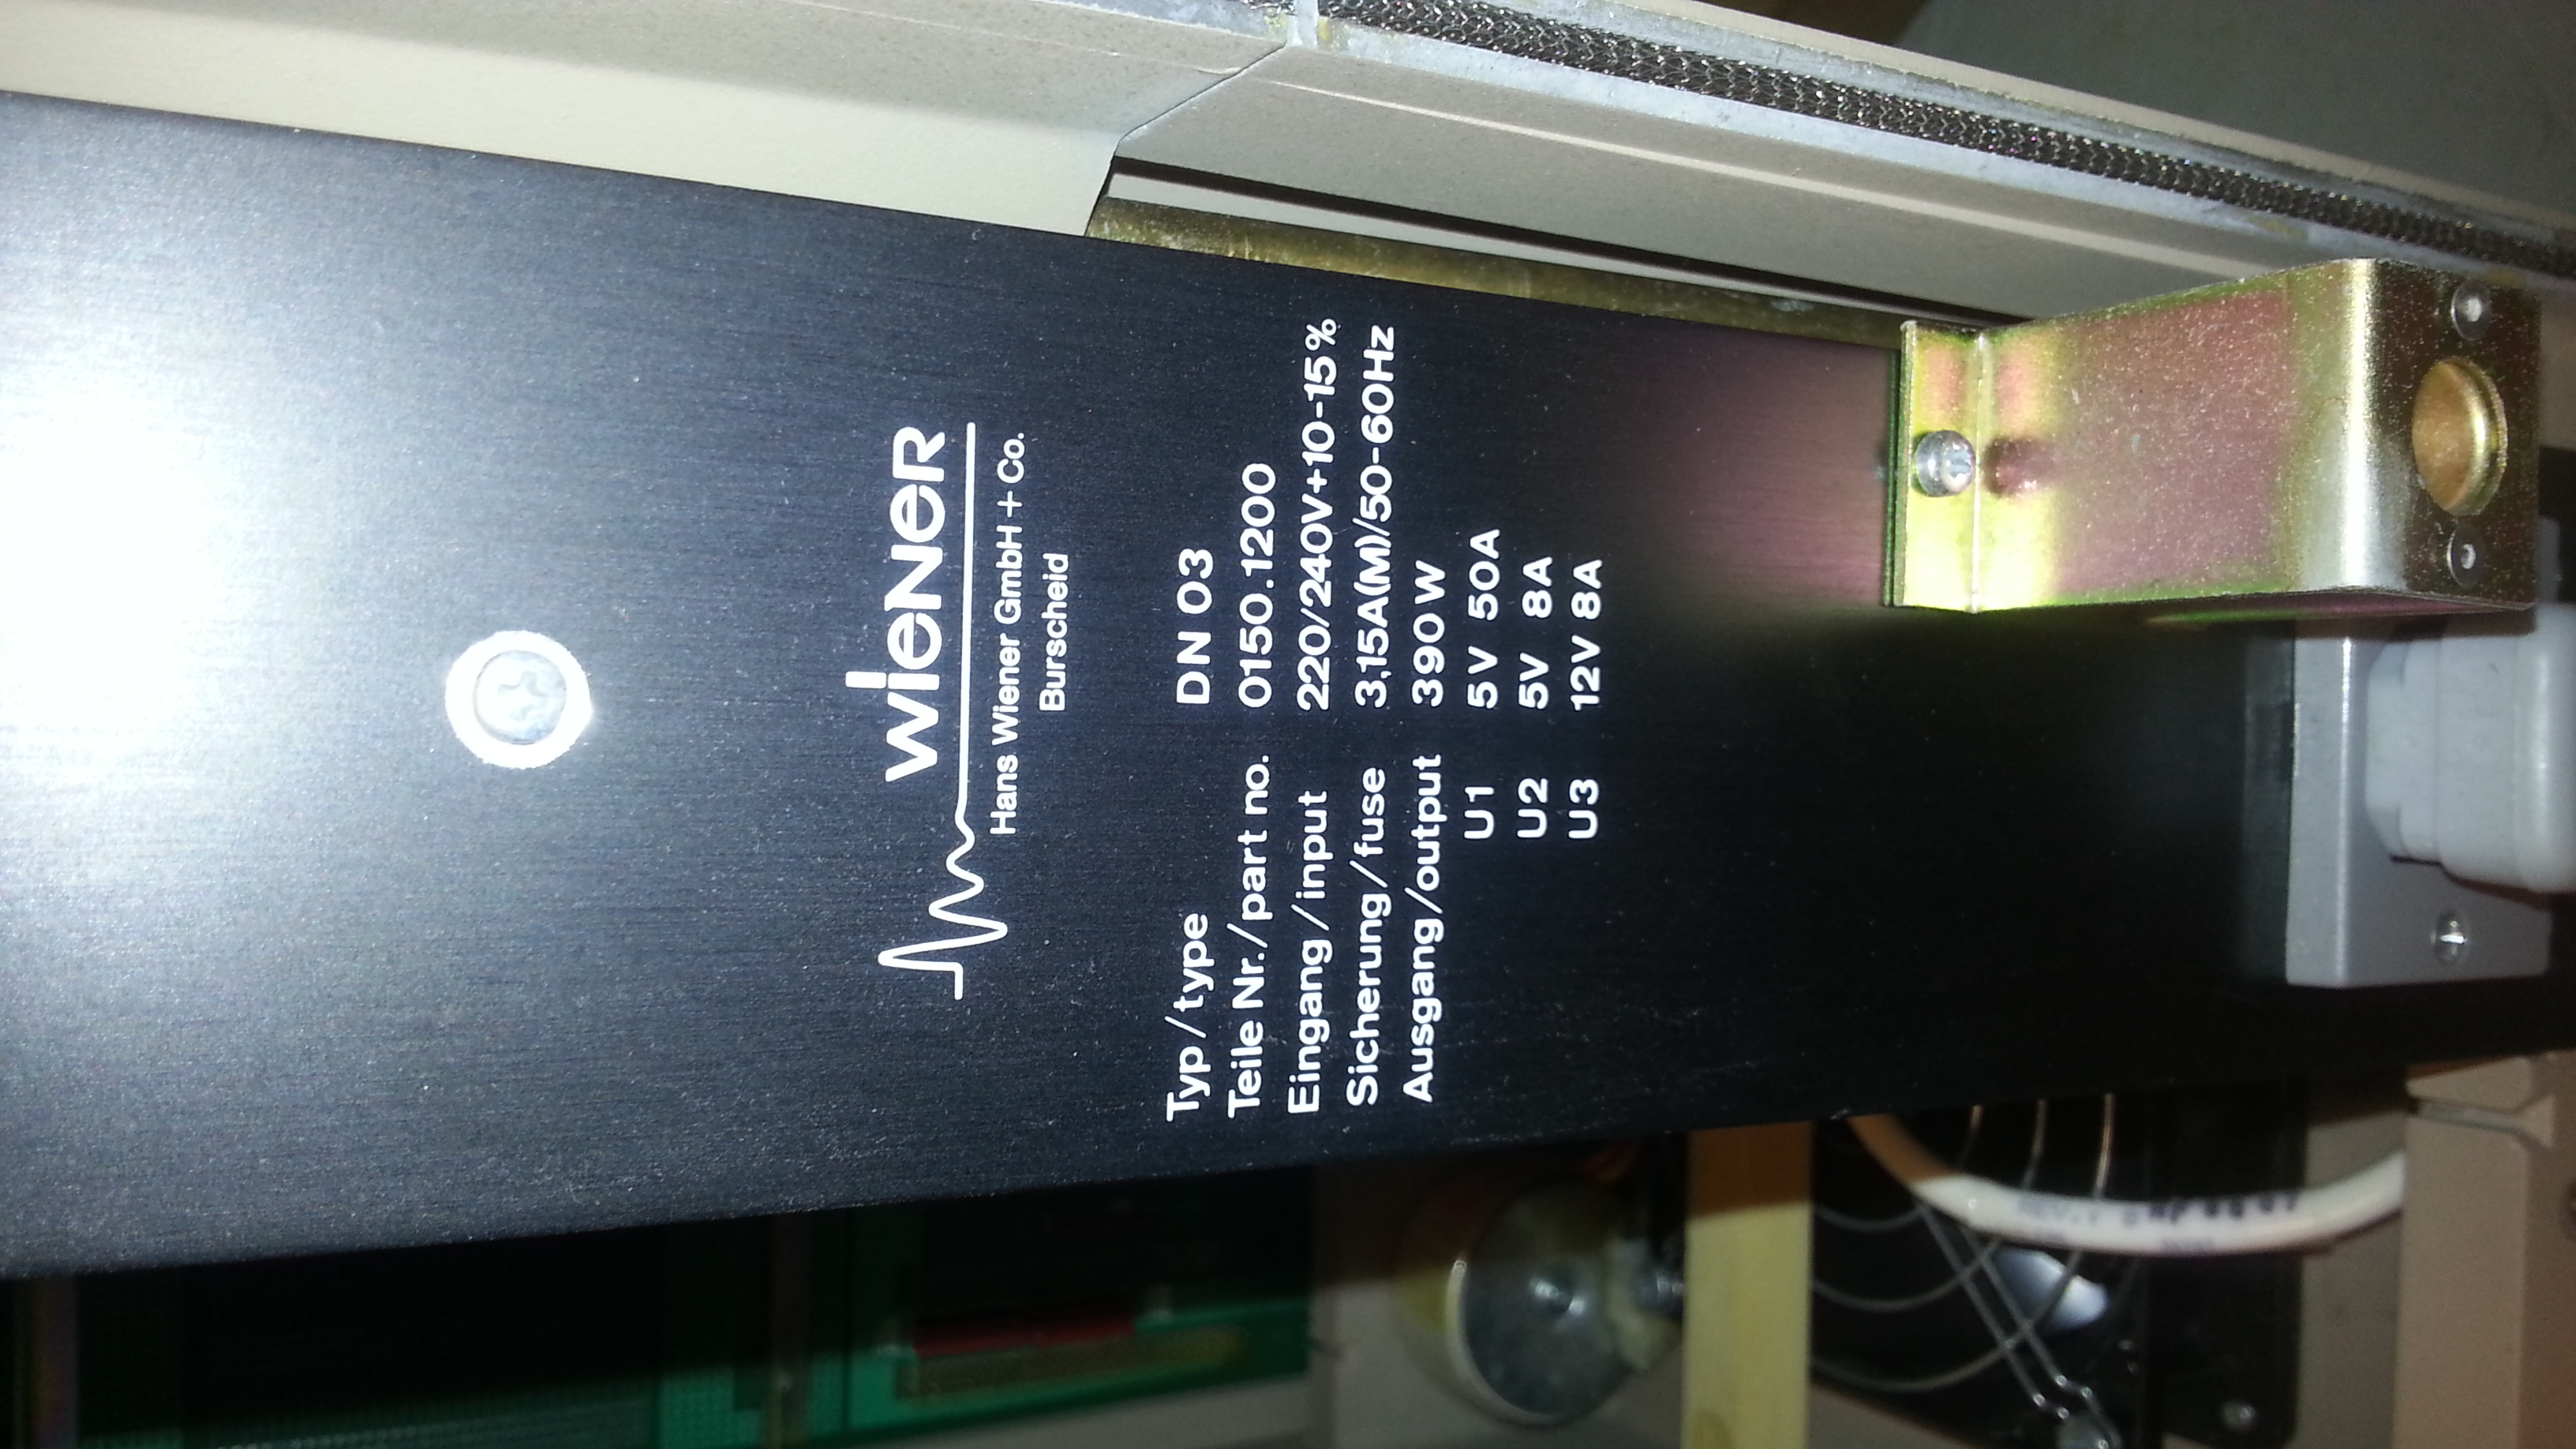 wieNeR
Hans Wiener GmbH + Co.
Burscheid
Typ/type DN 03
Teile Nr./part no. 0150.1200
Eingang/input 220/240V+10-15%
Sicherung/fuse 3,15A(M)/50-60Hz
Ausgang/output 390W
U1 5V 50A
U2 5V 8A
U3 12V 8A